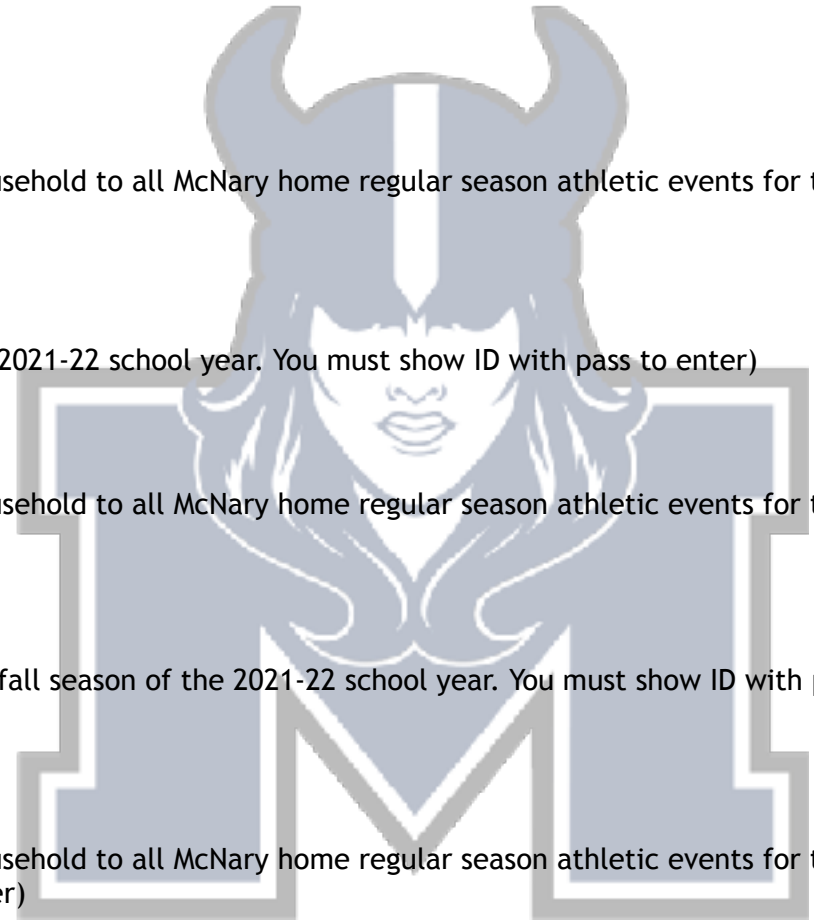 usehold to all McNary home regular season athletic events for t
2021-22 school year. You must show ID with pass to enter)
usehold to all McNary home regular season athletic events for t
fall season of the 2021-22 school year. You must show ID with p
usehold to all McNary home regular season athletic events for t
er)
M